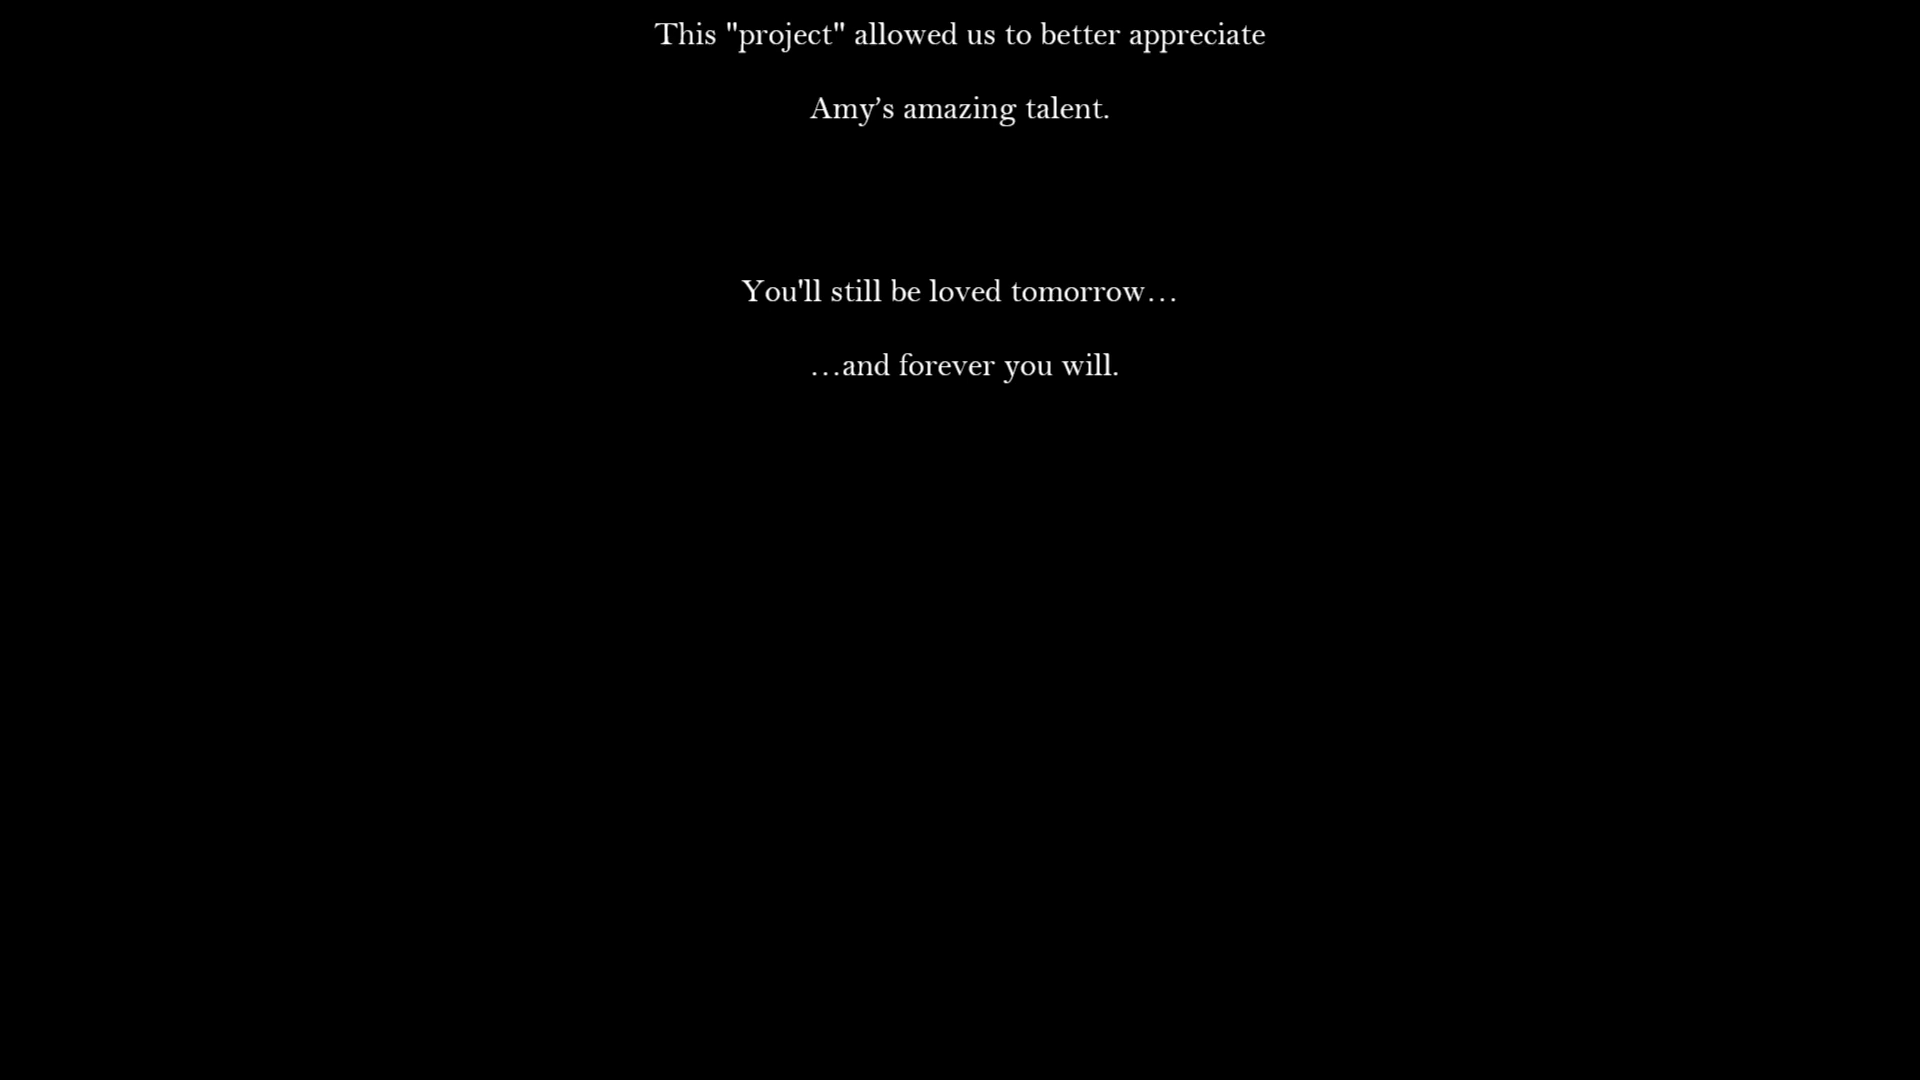 This "project" allowed us to better appreciate
Amy’s amazing talent.
You'll still be loved tomorrow…
…and forever you will.